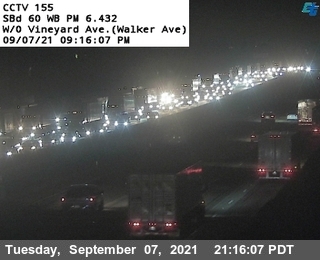 CCTV 155
SBd 60 WB PM 6.432
W/O Vineyard Ave.(Walker Ave)
09/07/21 09:16:07 PM
Tuesday, September 07, 2021 21:16:07 PDT